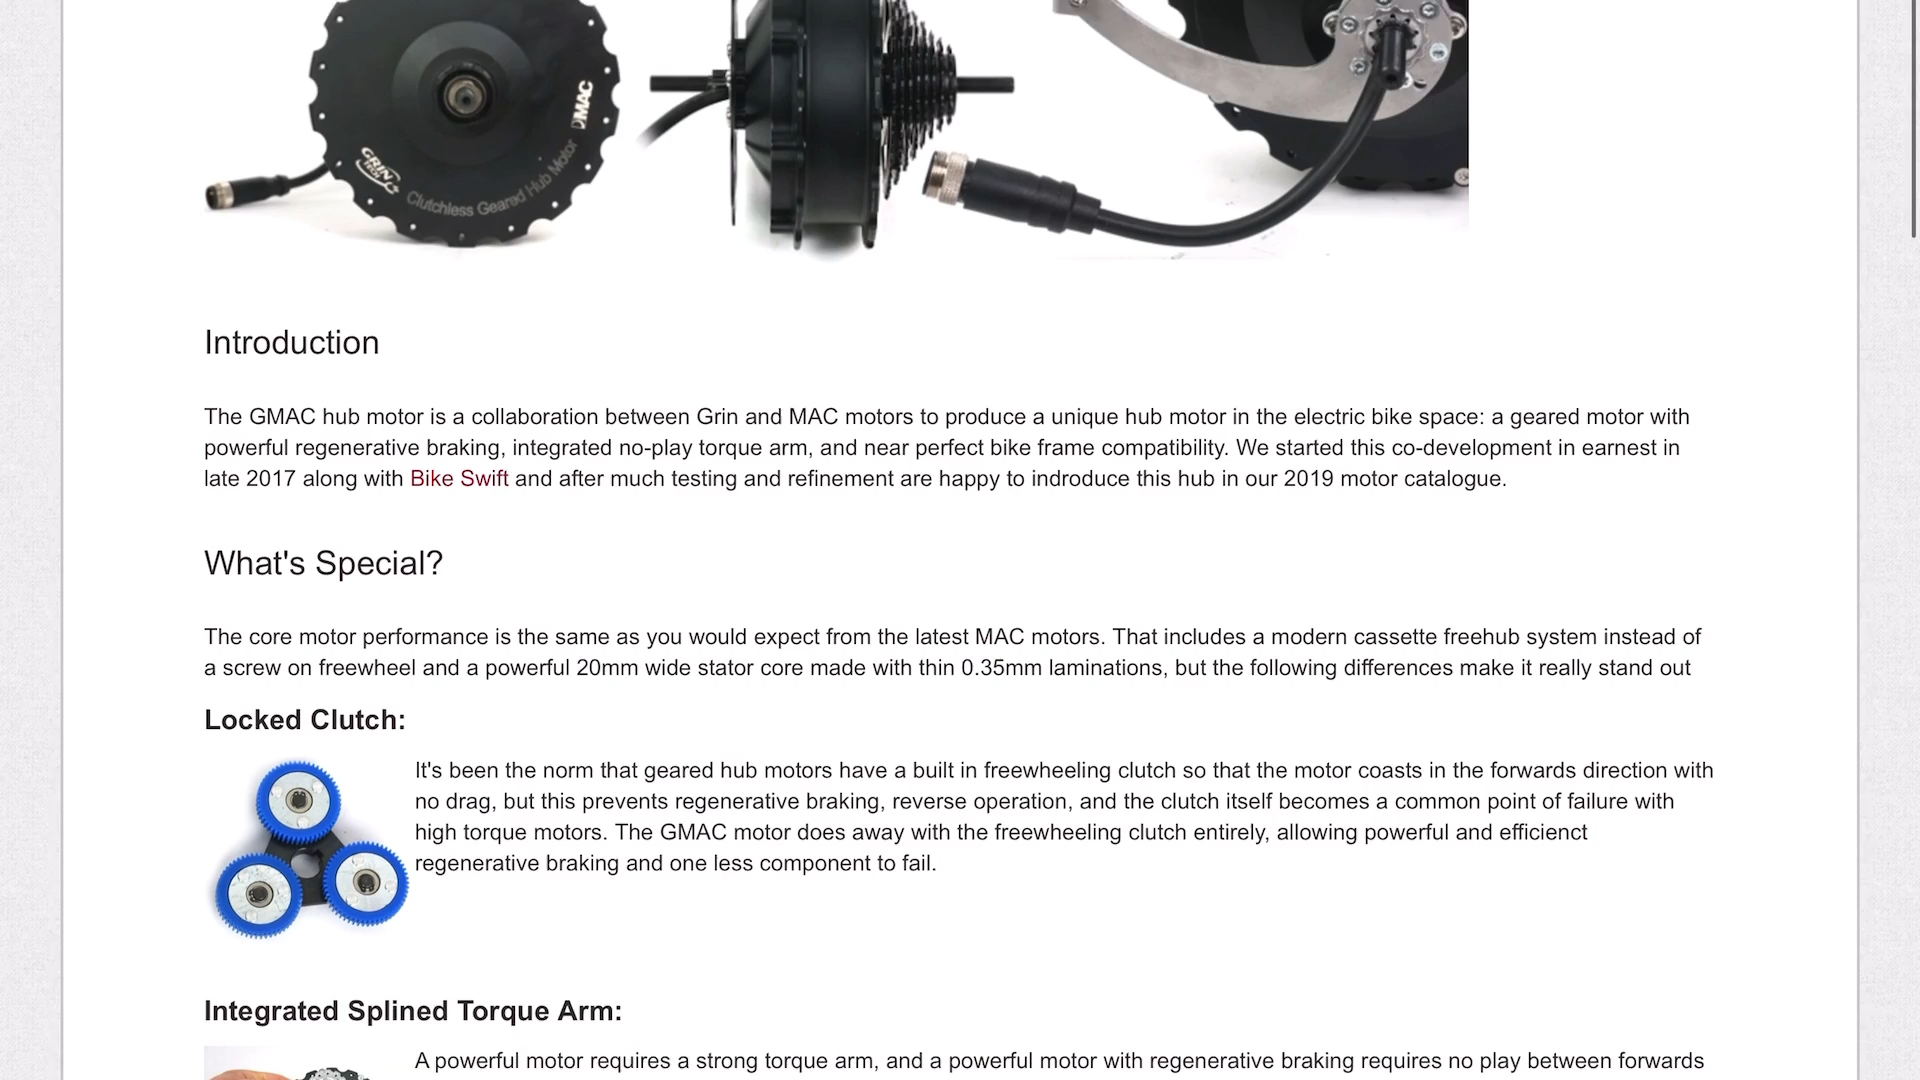 GMAC
GRIN
TECH
Clutchless Geared Hub Motor
Introduction
The GMAC hub motor is a collaboration between Grin and MAC motors to produce a unique hub motor in the electric bike space: a geared motor with
powerful regenerative braking, integrated no-play torque arm, and near perfect bike frame compatibility. We started this co-development in earnest in
late 2017 along with Bike Swift and after much testing and refinement are happy to indroduce this hub in our 2019 motor catalogue.
What's Special?
The core motor performance is the same as you would expect from the latest MAC motors. That includes a modern cassette freehub system instead of
a screw on freewheel and a powerful 20mm wide stator core made with thin 0.35mm laminations, but the following differences make it really stand out
Locked Clutch:
It's been the norm that geared hub motors have a built in freewheeling clutch so that the motor coasts in the forwards direction with
no drag, but this prevents regenerative braking, reverse operation, and the clutch itself becomes a common point of failure with
high torque motors. The GMAC motor does away with the freewheeling clutch entirely, allowing powerful and efficienct
regenerative braking and one less component to fail.
Integrated Splined Torque Arm:
A powerful motor requires a strong torque arm, and a powerful motor with regenerative braking requires no play between forwards